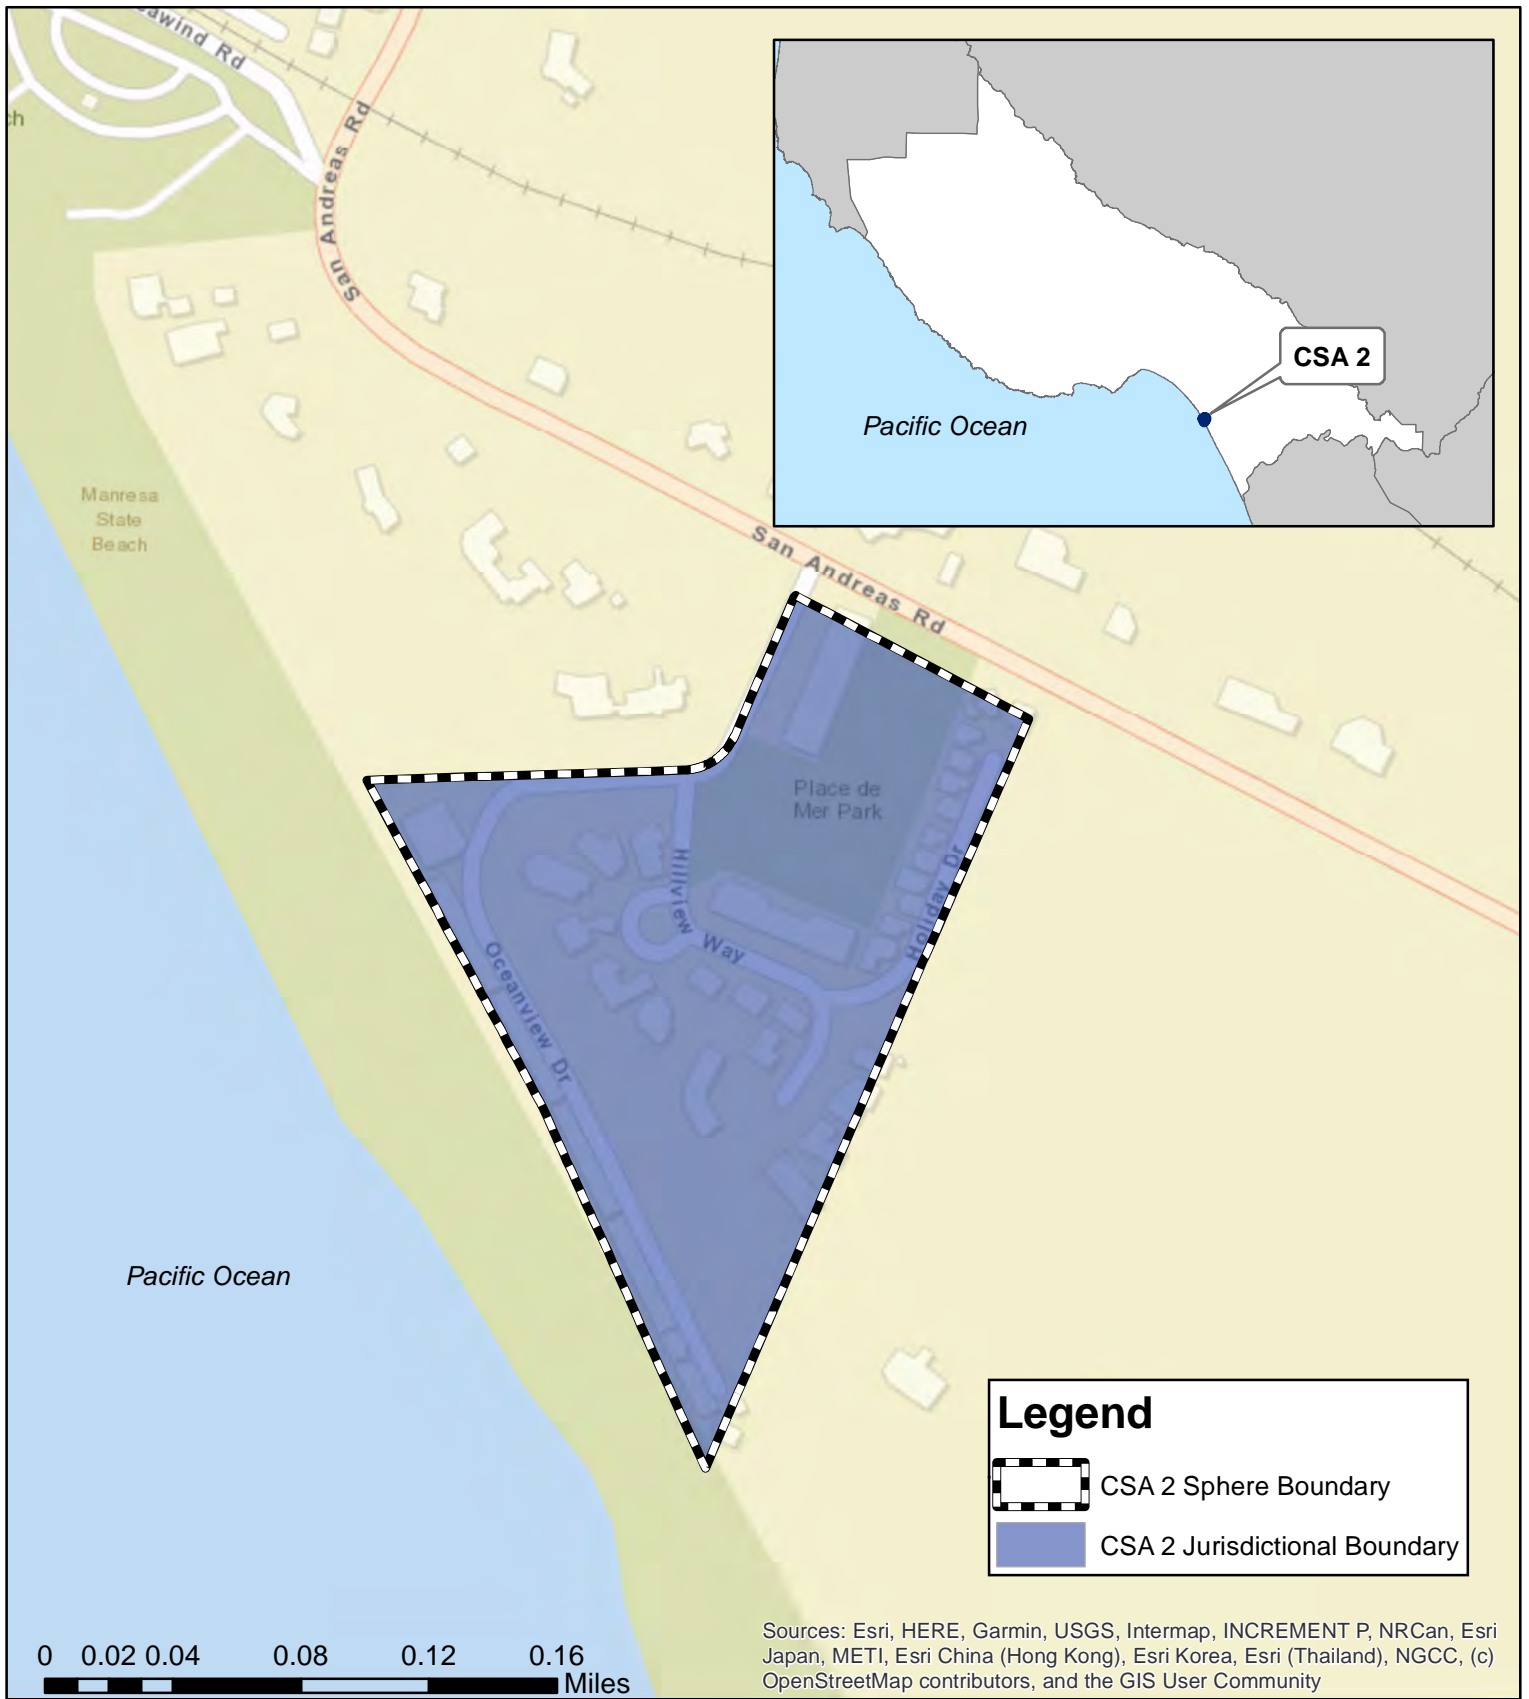 San Andreas Rd
CSA 2
Pacific Ocean
Manresa
State
Beach
San Andreas Rd
Place de
Mer Park
Hillview Way
Holiday Dr
Oceanview Dr
Pacific Ocean
Legend
CSA 2 Sphere Boundary
CSA 2 Jurisdictional Boundary
0 0.02 0.04 0.08 0.12 0.16
Miles
Sources: Esri, HERE, Garmin, USGS, Intermap, INCREMENT P, NRCan, Esri
Japan, METI, Esri China (Hong Kong), Esri Korea, Esri (Thailand), NGCC, (c)
OpenStreetMap contributors, and the GIS User Community